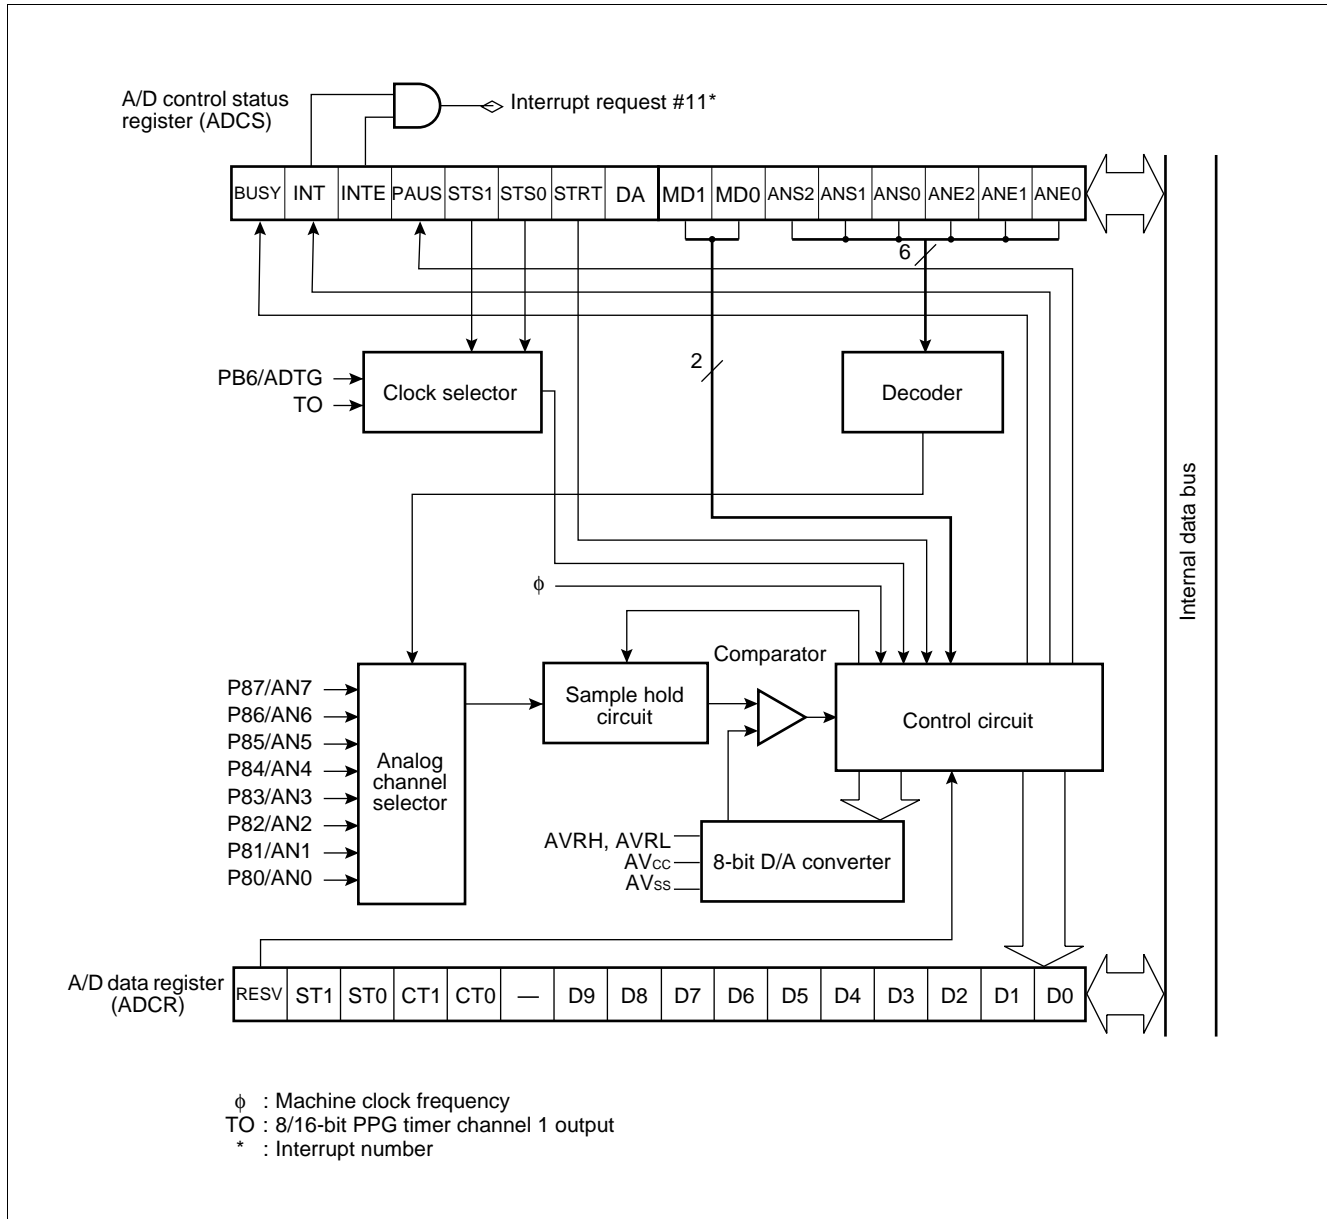 A/D control status
register (ADCS)
Interrupt request #11*
BUSY INT INTE PAUS STS1 STS0 STRT DA MD1 MD0 ANS2 ANS1 ANS0 ANE2 ANE1 ANE0
6
2
PB6/ADTG
TO
Clock selector
Decoder
Internal data bus
ϕ
Comparator
P87/AN7
P86/AN6
P85/AN5
P84/AN4
P83/AN3
P82/AN2
P81/AN1
P80/AN0
Analog
channel
selector
Sample hold
circuit
Control circuit
AVRH, AVRL
AVCC
AVSS
8-bit D/A converter
A/D data register
(ADCR)
RESV ST1 ST0 CT1 CT0 — D9 D8 D7 D6 D5 D4 D3 D2 D1 D0
ϕ : Machine clock frequency
TO : 8/16-bit PPG timer channel 1 output
* : Interrupt number